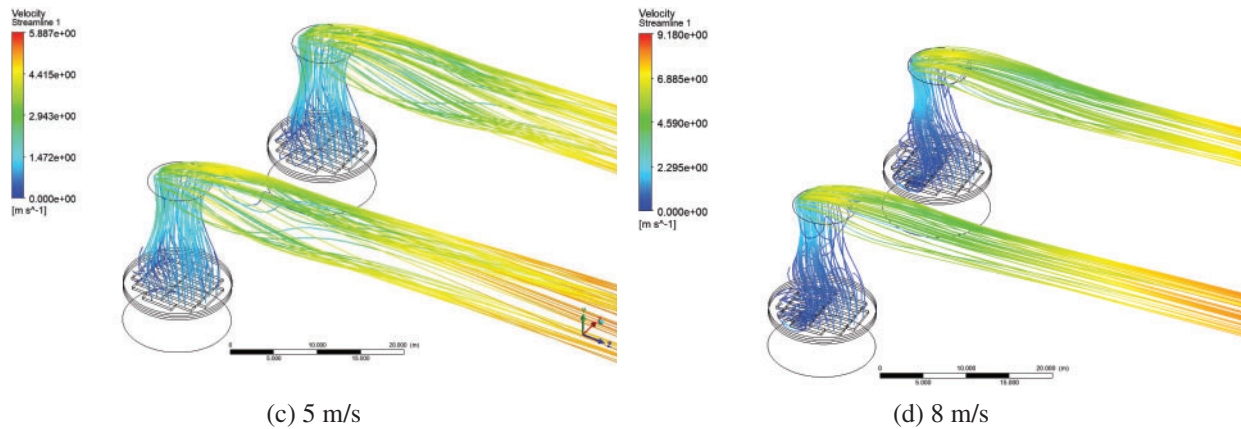 Velocity
Streamline 1
5.887e+00
4.415e+00
2.943e+00
1.472e+00
0.000e+00
[m s^-1]
0 10.000 20.000 (m)
5.000 15.000
(c) 5 m/s
Velocity
Streamline 1
9.180e+00
6.885e+00
4.590e+00
2.295e+00
0.000e+00
[m s^-1]
0 10.000 20.000 (m)
5.000 15.000
(d) 8 m/s